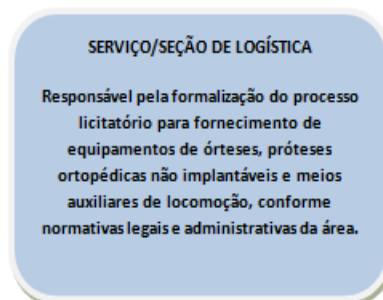 SERVIÇO/SEÇÃO DE LOGÍSTICA
Responsável pela formalização do processo
licitatório para fornecimento de
equipamentos de órteses, próteses
ortopédicas não implantáveis e meios
auxiliares de locomoção, conforme
normativas legais e administrativas da área.